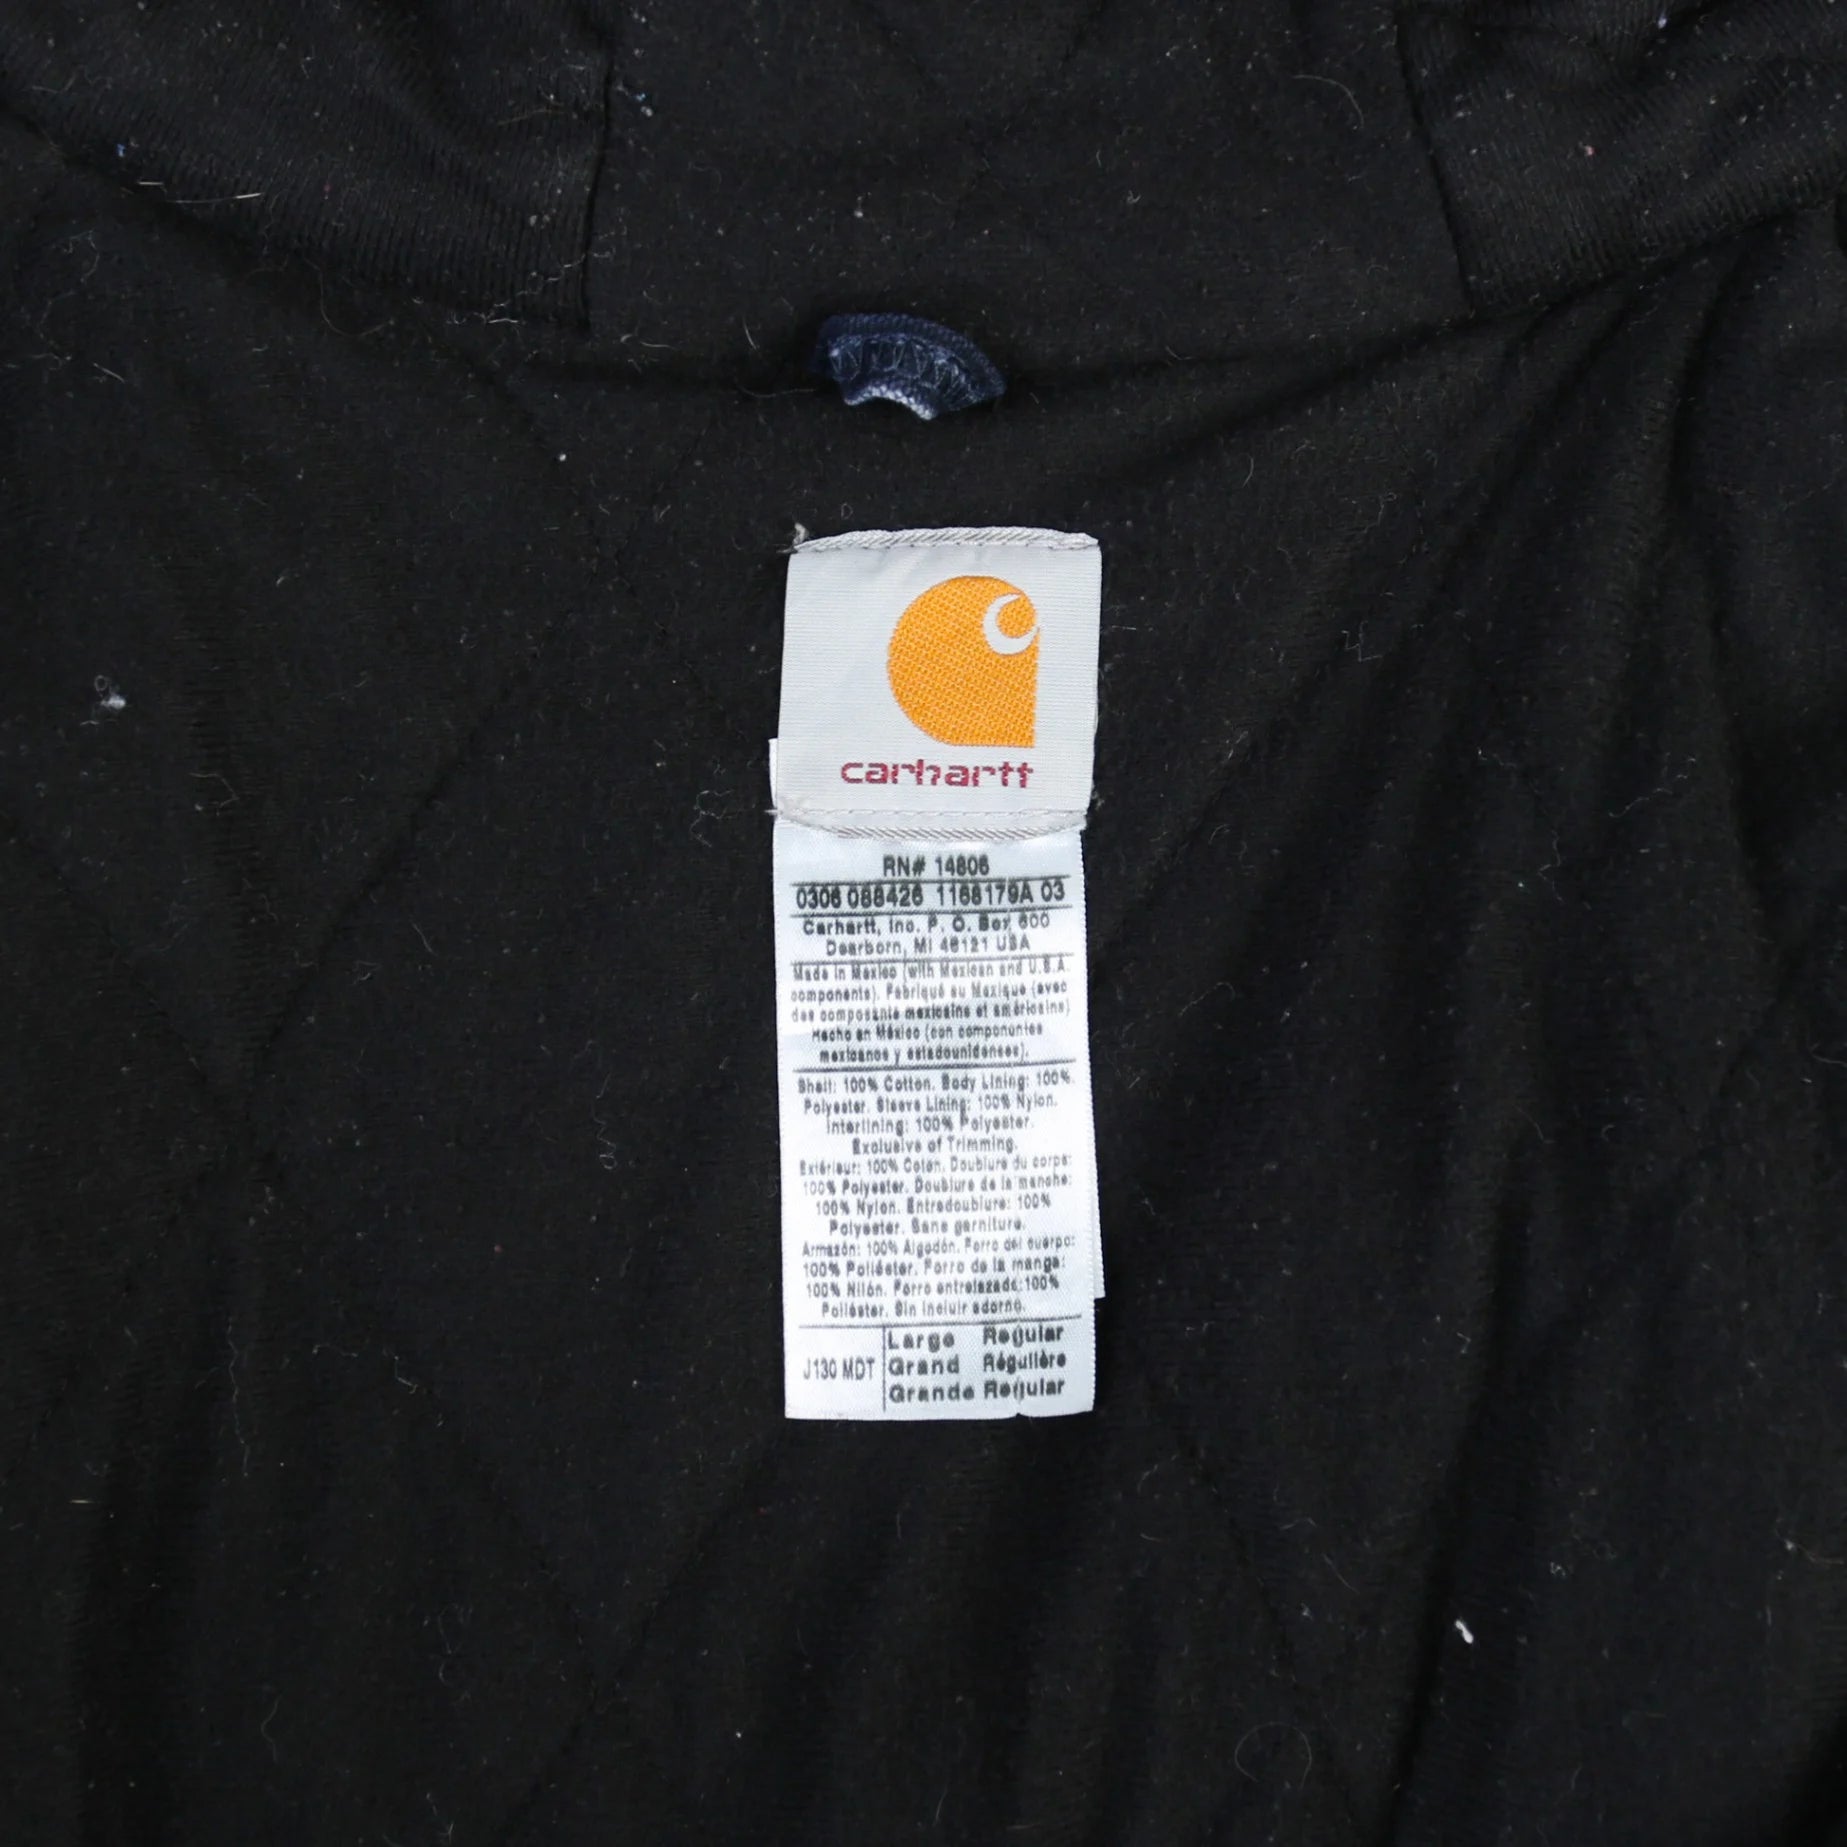 carhartt
RN# 14806
0306 088426 1168179A 03
Carhartt, Inc. P. O. Box 600
Dearborn, MI 48121 USA
Made in Mexico (with Mexican and U.S.A.
components). Fabriqué au Mexique (avec
des composants mexicains et américains)
Hecho en México (con componentes
mexicanos y estadounidenses).
Shell: 100% Cotton. Body Lining: 100%
Polyester. Sleeve Lining: 100% Nylon.
Interlining: 100% Polyester.
Exclusive of Trimming.
Extérieur: 100% Coton. Doublure du corps:
100% Polyester. Doublure de la manche:
100% Nylon. Entredoublure: 100%
Polyester. Sans garniture.
Armazón: 100% Algodón. Forro del cuerpo:
100% Poliéster. Forro de la manga:
100% Nilón. Forro entrelazado:100%
Poliéster. Sin incluir adorno.
J130 MDT
Large Regular
Grand Régulière
Grande Regular